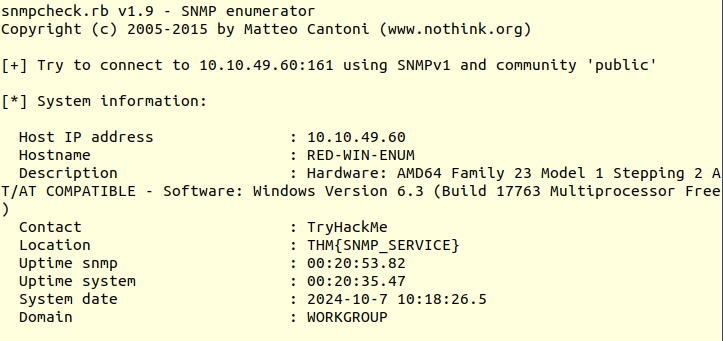 snmpcheck.rb v1.9 - SNMP enumerator
Copyright (c) 2005-2015 by Matteo Cantoni (www.nothink.org)
[+] Try to connect to 10.10.49.60:161 using SNMPv1 and community 'public'
[*] System information:
Host IP address : 10.10.49.60
Hostname : RED-WIN-ENUM
Description : Hardware: AMD64 Family 23 Model 1 Stepping 2 A
T/AT COMPATIBLE - Software: Windows Version 6.3 (Build 17763 Multiprocessor Free
)
Contact : TryHackMe
Location : THM{SNMP_SERVICE}
Uptime snmp : 00:20:53.82
Uptime system : 00:20:35.47
System date : 2024-10-7 10:18:26.5
Domain : WORKGROUP